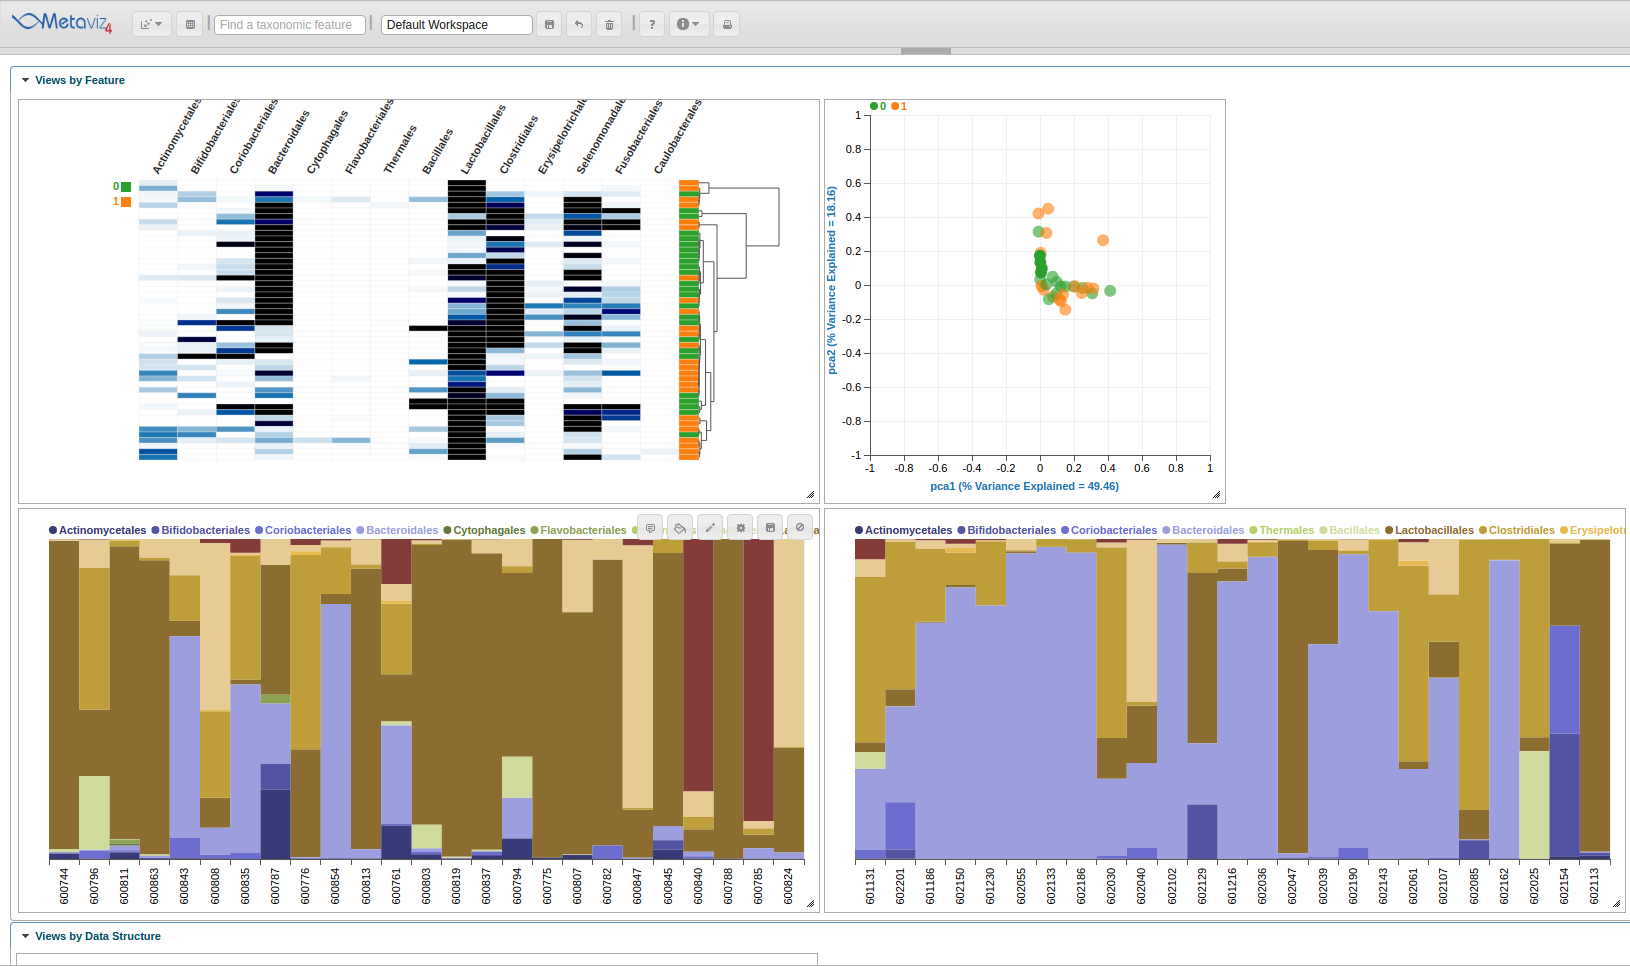 Metaviz4
Find a taxonomic feature
Default Workspace
?
Views by Feature
Actinomycetales
Bifidobacteriales
Coriobacteriales
Bacteroidales
Cytophagales
Flavobacteriales
Thermales
Bacillales
Lactobacillales
Clostridiales
Erysipelotrichale
Selenomonadale
Fusobacteriales
Caulobacterales
0
1
0 1
1
0.8
0.6
0.4
0.2
0
-0.2
-0.4
-0.6
-0.8
-1
-1 -0.8 -0.6 -0.4 -0.2 0 0.2 0.4 0.6 0.8 1
pca1 (% Variance Explained = 49.46)
pca2 (% Variance Explained = 18.16)
Actinomycetales Bifidobacteriales Coriobacteriales Bacteroidales Cytophagales Flavobacteriales
600744 600796 600811 600863 600843 600808 600835 600787 600776 600854 600813 600761 600803 600819 600837 600794 600775 600807 600782 600847 600845 600840 600788 600785 600824
Actinomycetales Bifidobacteriales Coriobacteriales Bacteroidales Thermales Bacillales Lactobacillales Clostridiales Erysipelotr
601131 602201 601186 602150 601230 602055 602133 602186 602030 602040 602102 602129 601216 602036 602047 602039 602190 602143 602061 602107 602085 602162 602025 602154 602113
Views by Data Structure